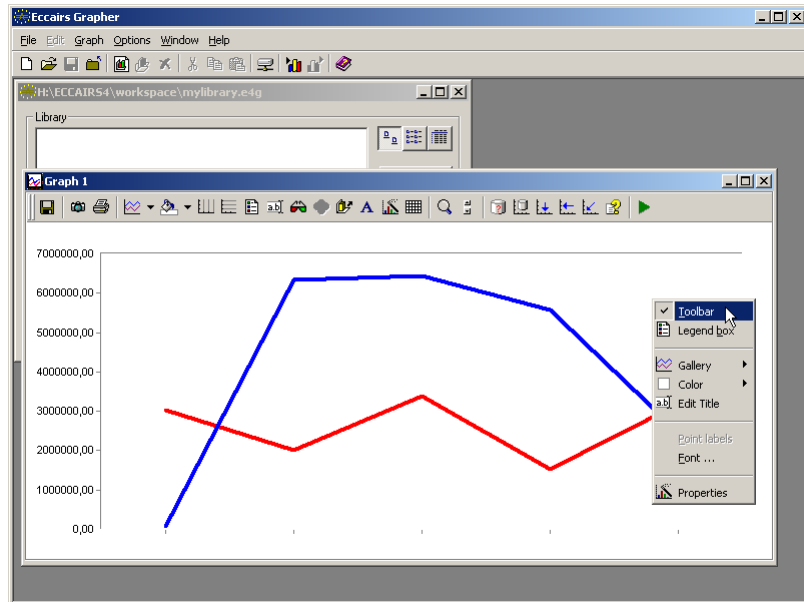 Eccairs Grapher
File Edit Graph Options Window Help
H:\ECCAIRS4\workspace\mylibrary.e4g
Library
Graph 1
7000000,00
6000000,00
5000000,00
4000000,00
3000000,00
2000000,00
1000000,00
0,00
Toolbar
Legend box
Gallery
Color
Edit Title
Point labels
Font ...
Properties